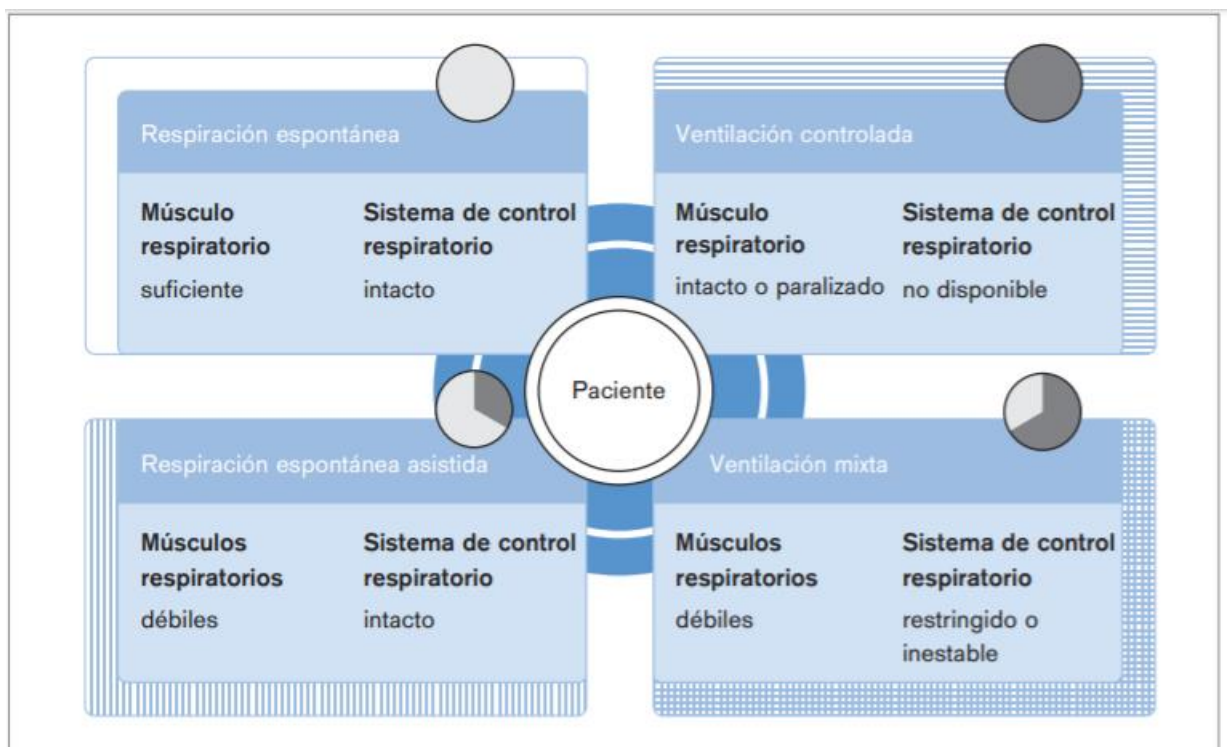 Respiración espontánea
Músculo
respiratorio
suficiente
Sistema de control
respiratorio
intacto
Ventilación controlada
Músculo
respiratorio
intacto o paralizado
Sistema de control
respiratorio
no disponible
Paciente
Respiración espontánea asistida
Músculos
respiratorios
débiles
Sistema de control
respiratorio
intacto
Ventilación mixta
Músculos
respiratorios
débiles
Sistema de control
respiratorio
restringido o
inestable